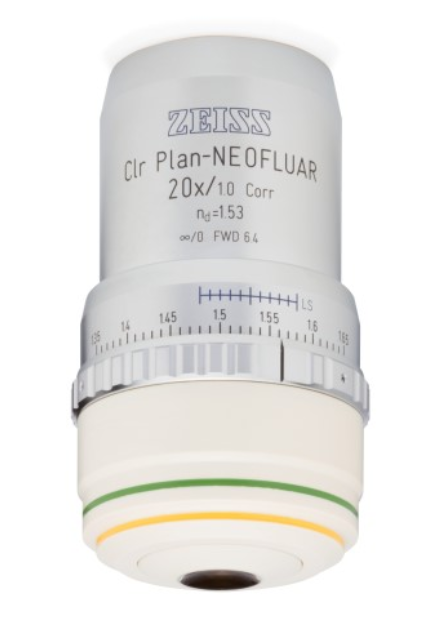 ZEISS
Clr Plan-NEOFLUAR
20x/1.0 Corr
nd=1.53
∞/0 FWD 6.4
LS
1.35 1.4 1.45 1.5 1.55 1.6 1.65